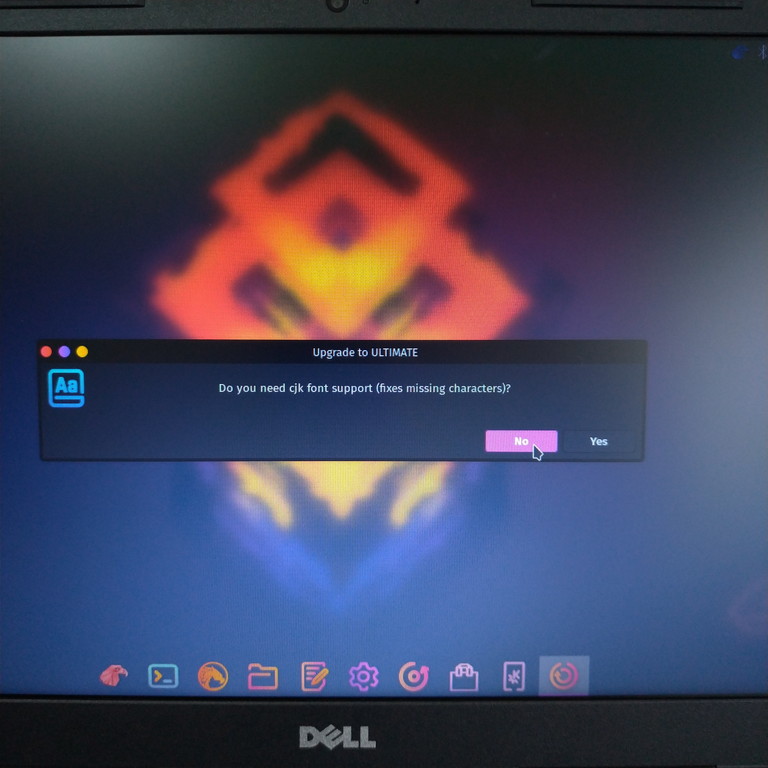 Upgrade to ULTIMATE
Aa
Do you need cjk font support (fixes missing characters)?
No
Yes
DELL